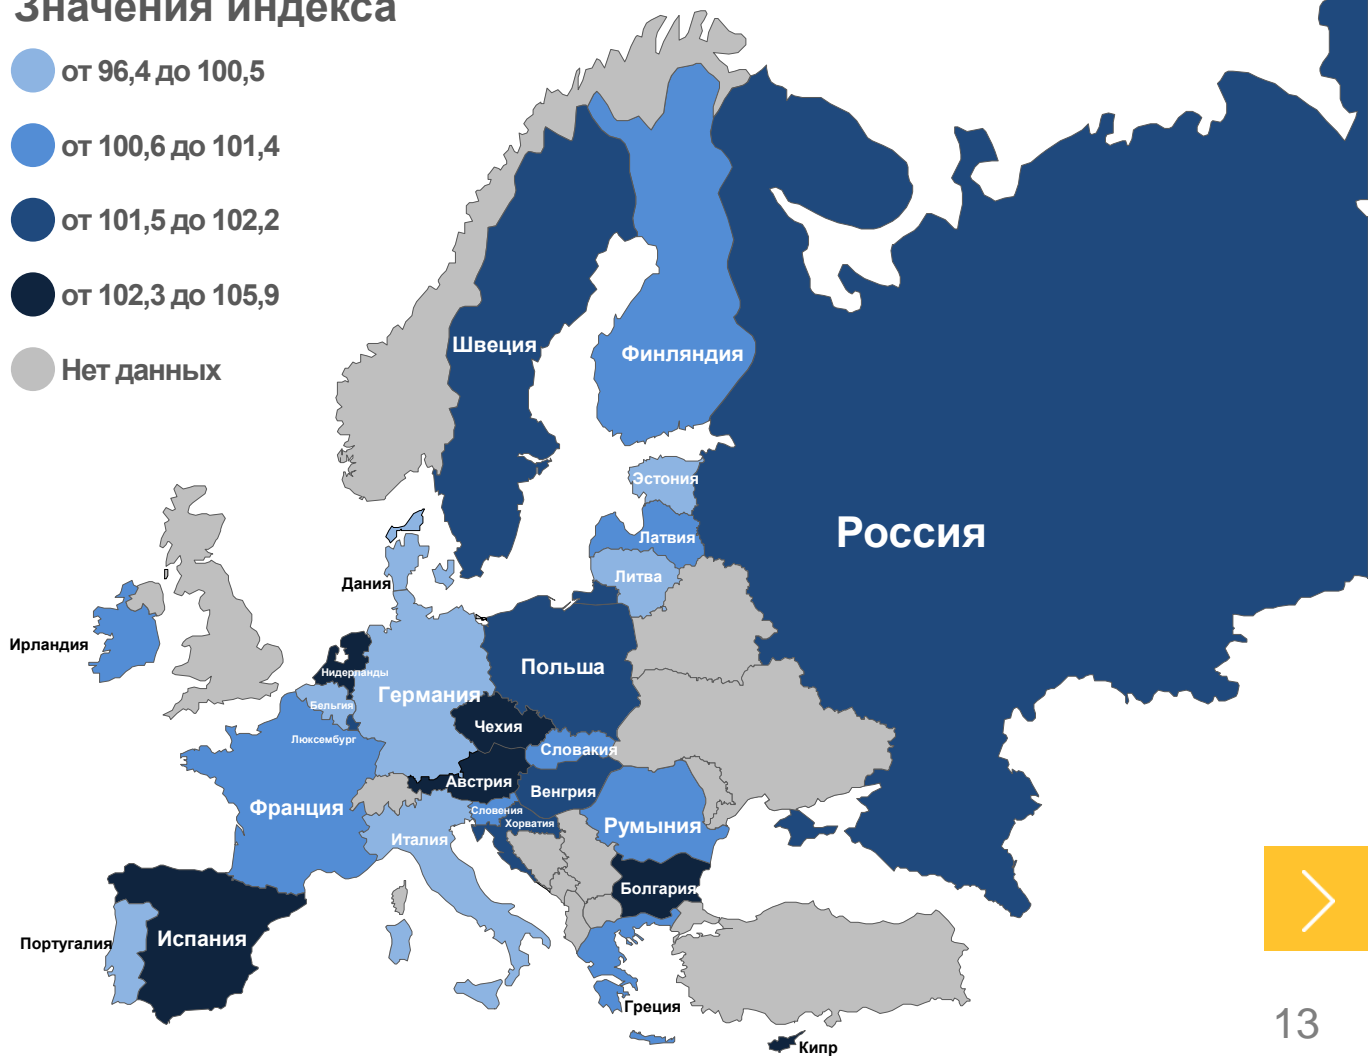 Значения индекса
от 96,4 до 100,5
от 100,6 до 101,4
от 101,5 до 102,2
от 102,3 до 105,9
Нет данных
Швеция
Финляндия
Эстония
Россия
Латвия
Литва
Дания
Ирландия
Польша
Нидерланды
Германия
Бельгия
Чехия
Люксембург
Словакия
Австрия
Венгрия
Франция
Словения
Хорватия
Румыния
Италия
Болгария
Испания
Португалия
Греция
13
Кипр